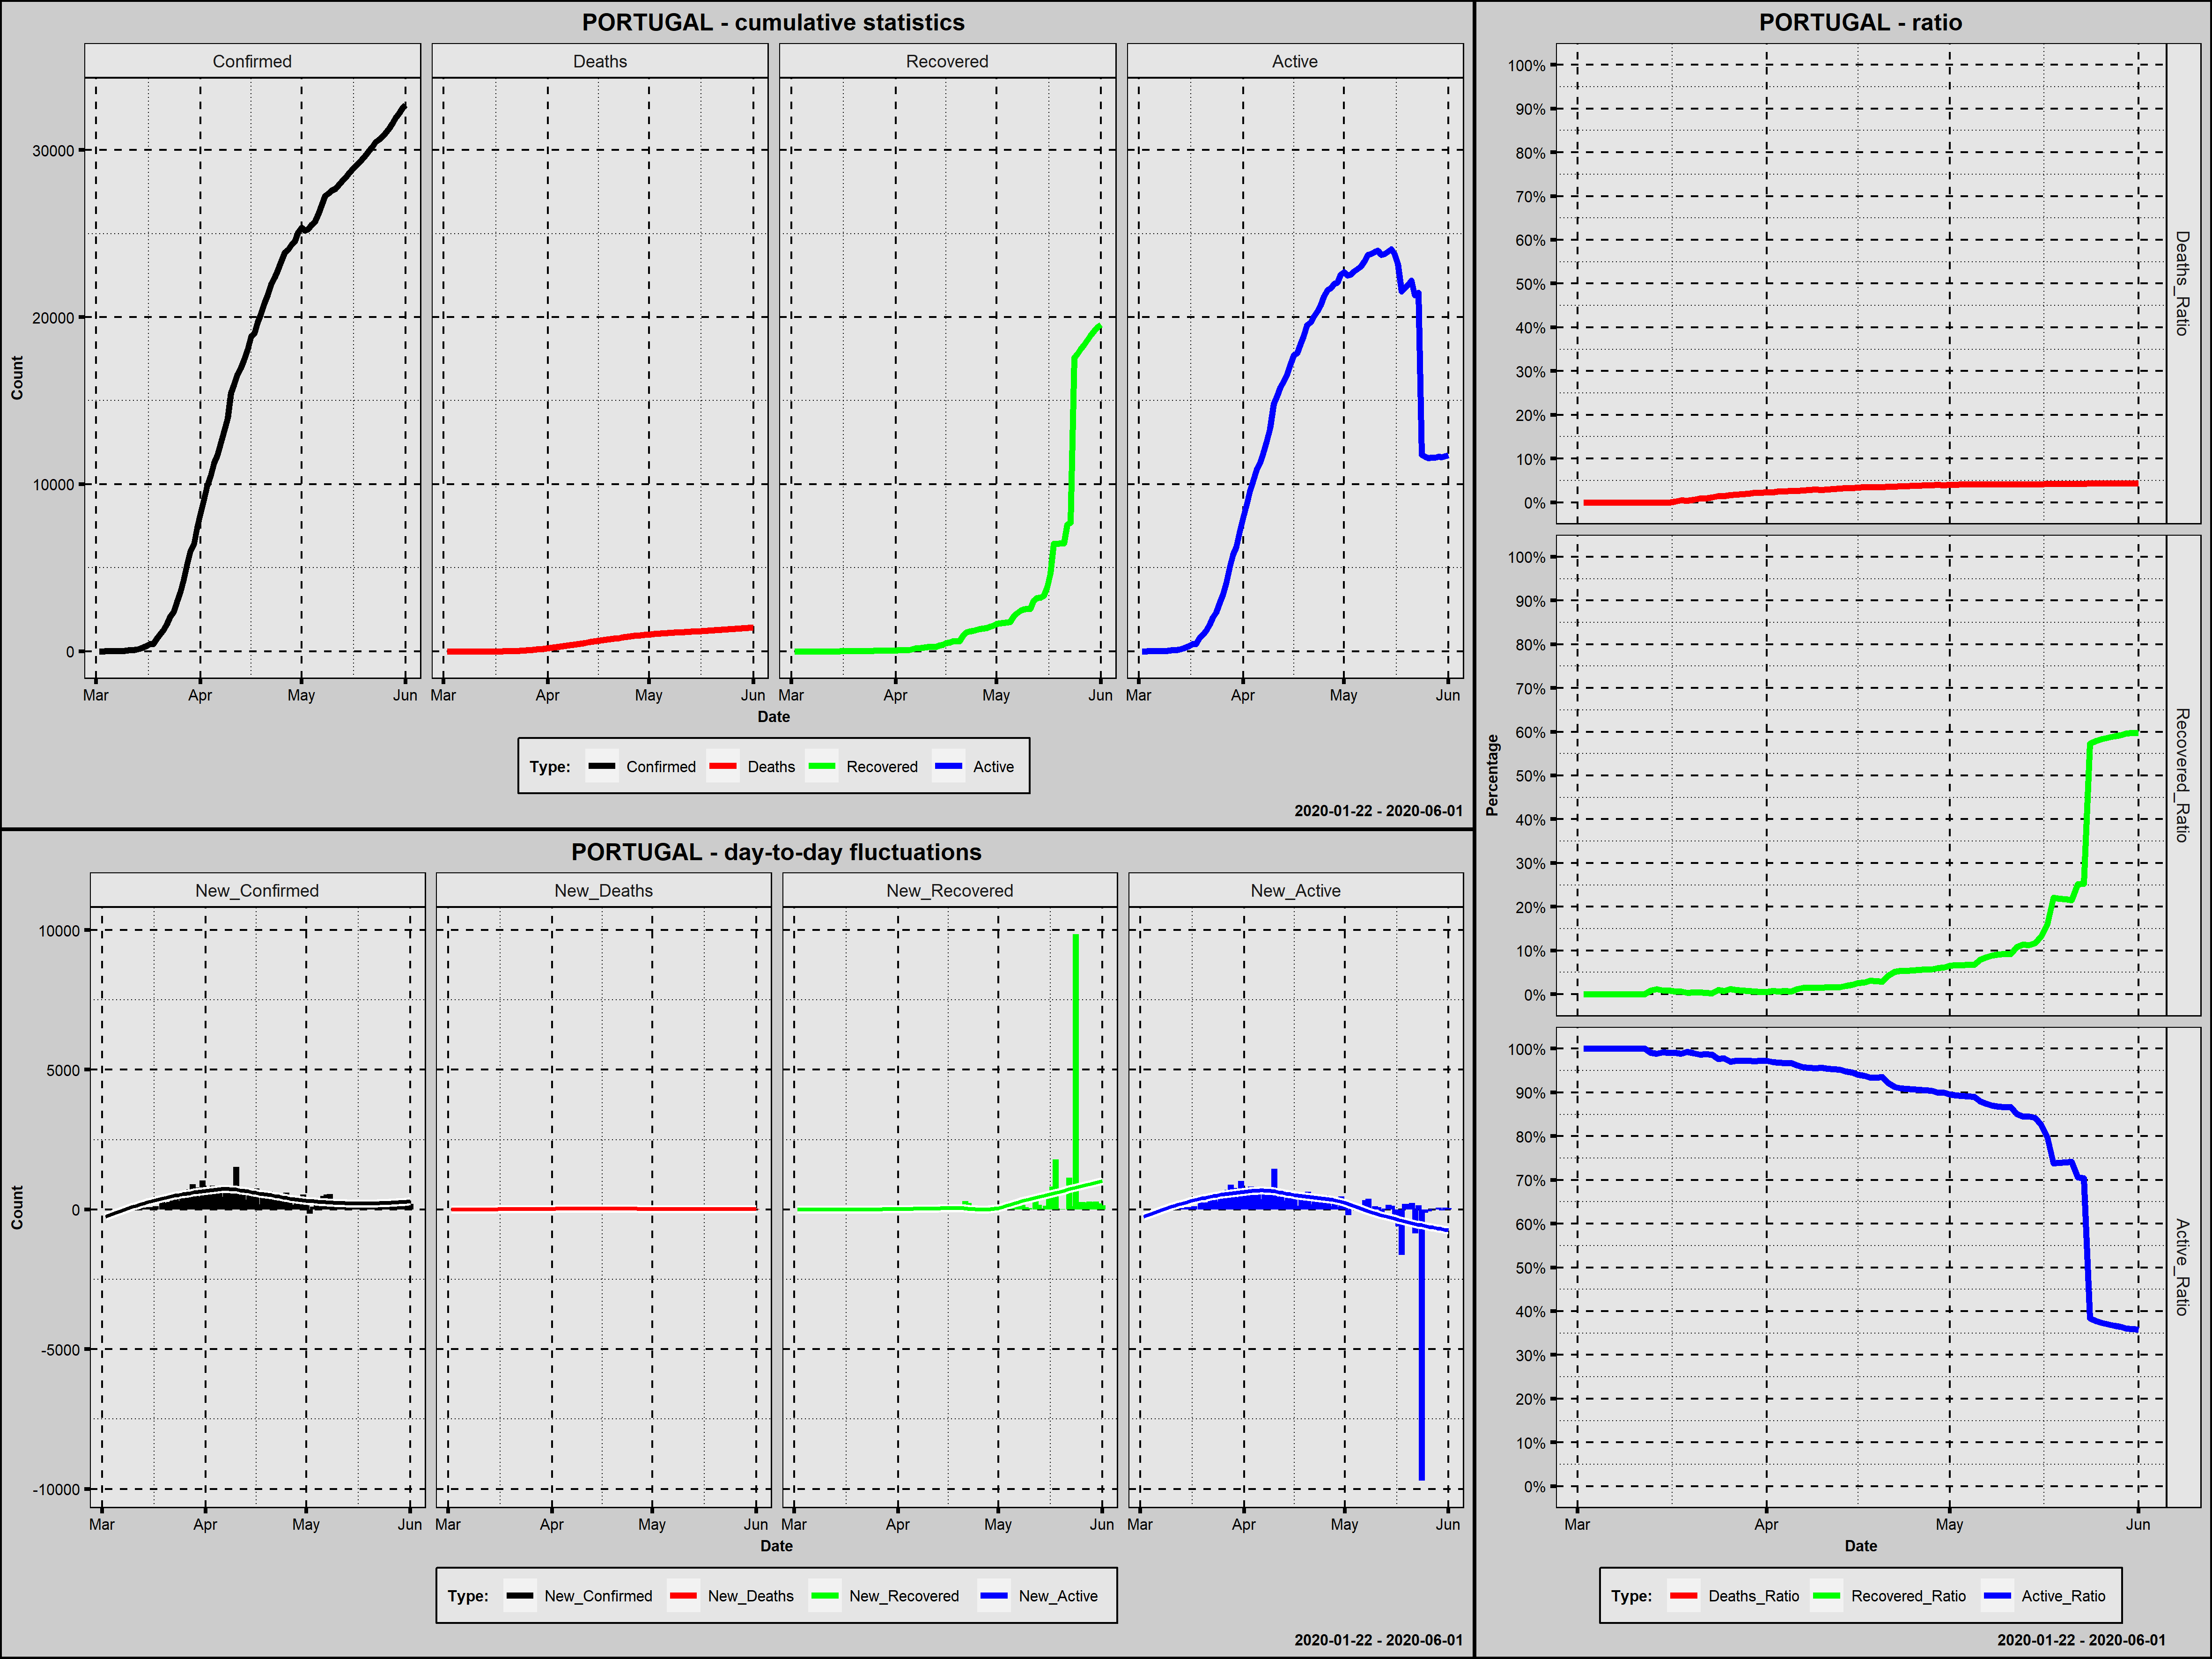 PORTUGAL - cumulative statistics
Confirmed Deaths Recovered Active
Count
30000
20000
10000
0
Mar Apr May Jun Mar Apr May Jun Mar Apr May Jun Mar Apr May Jun
Date
Type: Confirmed Deaths Recovered Active
2020-01-22 - 2020-06-01
PORTUGAL - day-to-day fluctuations
New_Confirmed New_Deaths New_Recovered New_Active
Count
10000
5000
0
-5000
-10000
Mar Apr May Jun Mar Apr May Jun Mar Apr May Jun Mar Apr May Jun
Date
Type: New_Confirmed New_Deaths New_Recovered New_Active
2020-01-22 - 2020-06-01
PORTUGAL - ratio
Percentage
100%
90%
80%
70%
60%
50%
40%
30%
20%
10%
0%
Deaths_Ratio
100%
90%
80%
70%
60%
50%
40%
30%
20%
10%
0%
Recovered_Ratio
100%
90%
80%
70%
60%
50%
40%
30%
20%
10%
0%
Active_Ratio
Mar Apr May Jun
Date
Type: Deaths_Ratio Recovered_Ratio Active_Ratio
2020-01-22 - 2020-06-01